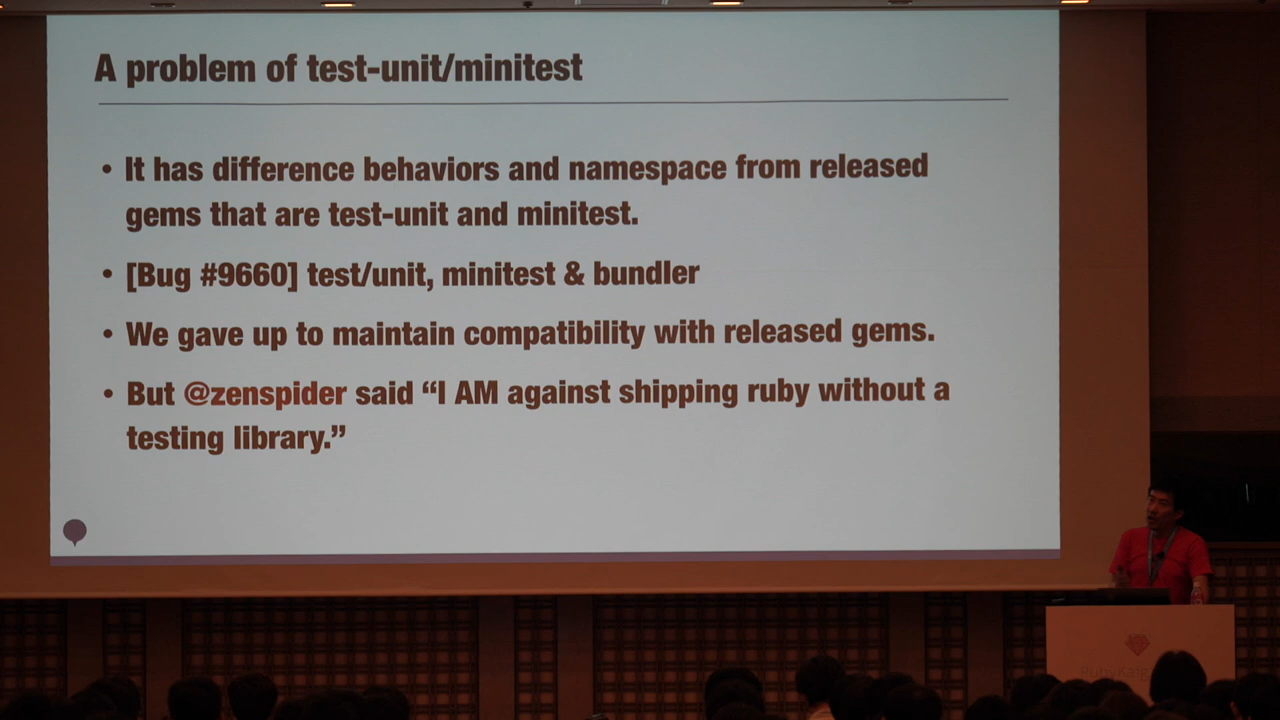 A problem of test-unit/minitest
• It has difference behaviors and namespace from released
gems that are test-unit and minitest.
• [Bug #9660] test/unit, minitest & bundler
• We gave up to maintain compatibility with released gems.
• But @zenspider said “I AM against shipping ruby without a
testing library.”